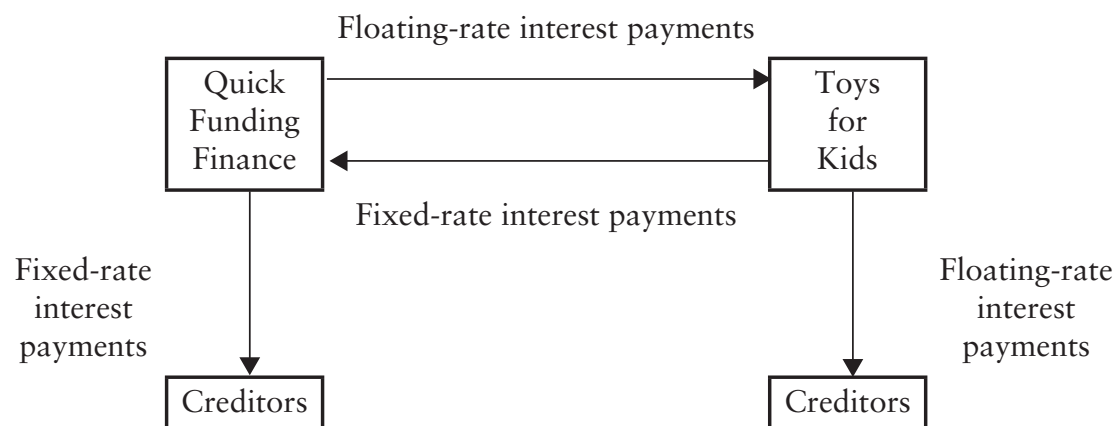 Floating-rate interest payments
Quick
Funding
Finance
Toys
for
Kids
Fixed-rate interest payments
Fixed-rate
interest
payments
Floating-rate
interest
payments
Creditors
Creditors